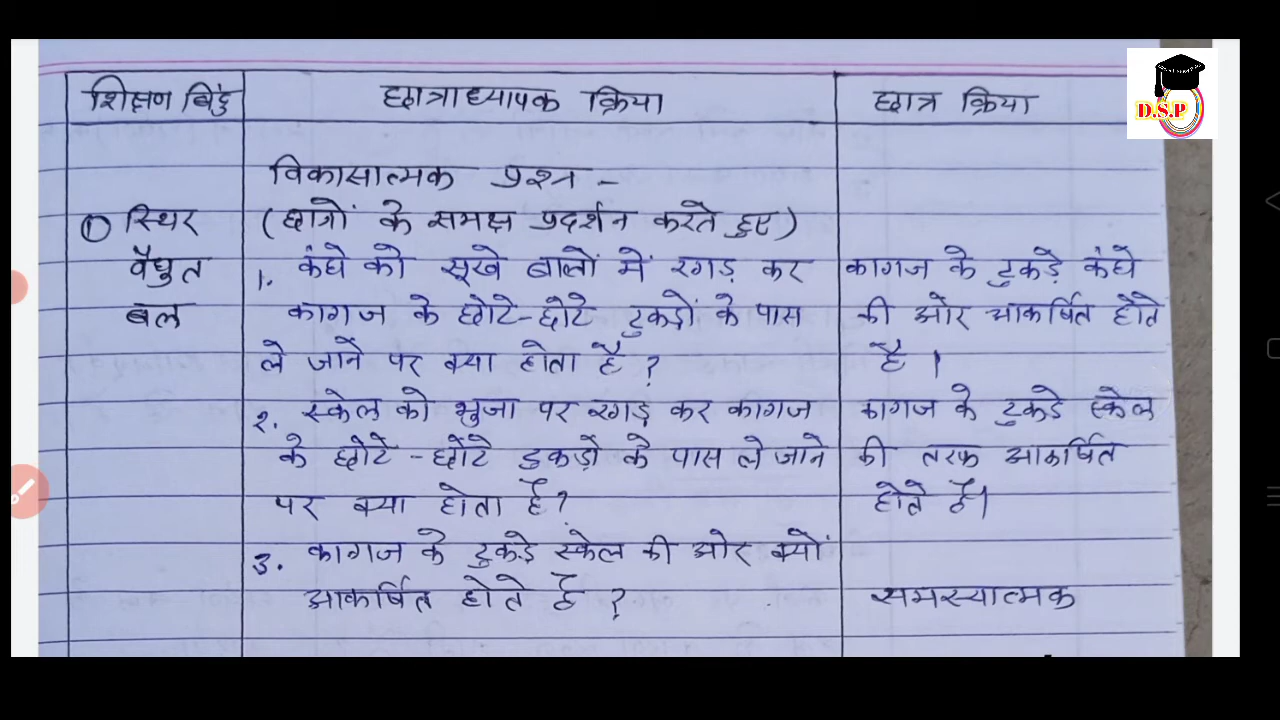 शिक्षण बिंदु छात्राध्यापक क्रिया छात्र क्रिया
D.S.P
विकासात्मक प्रश्न -
① स्थिर (छात्रों के समक्ष प्रदर्शन करते हुए)
वैद्युत 1. कंघे को सूखे बालों में रगड़ कर कागज के टुकड़े कंघे
बल कागज के छोटे-छोटे टुकड़ों के पास की ओर आकर्षित होते
ले जाने पर क्या होता है ? है ।
2. स्केल को भुजा पर रगड़ कर कागज कागज के टुकडे स्केल
के छोटे-छोटे टुकड़ों के पास ले जाने की तरफ आकर्षित
पर क्या होता है ? होते है।
3. कागज के टुकड़े स्केल की ओर क्यों
आकर्षित होते है ? समस्यात्मक